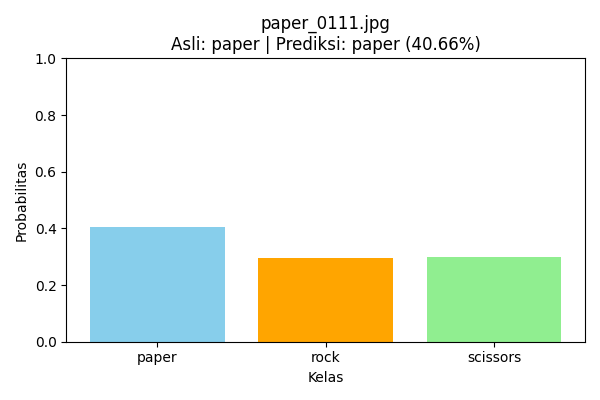 paper_0111.jpg
Asli: paper | Prediksi: paper (40.66%)
1.0
0.8
0.6
0.4
0.2
0.0
Probabilitas
paper rock scissors
Kelas